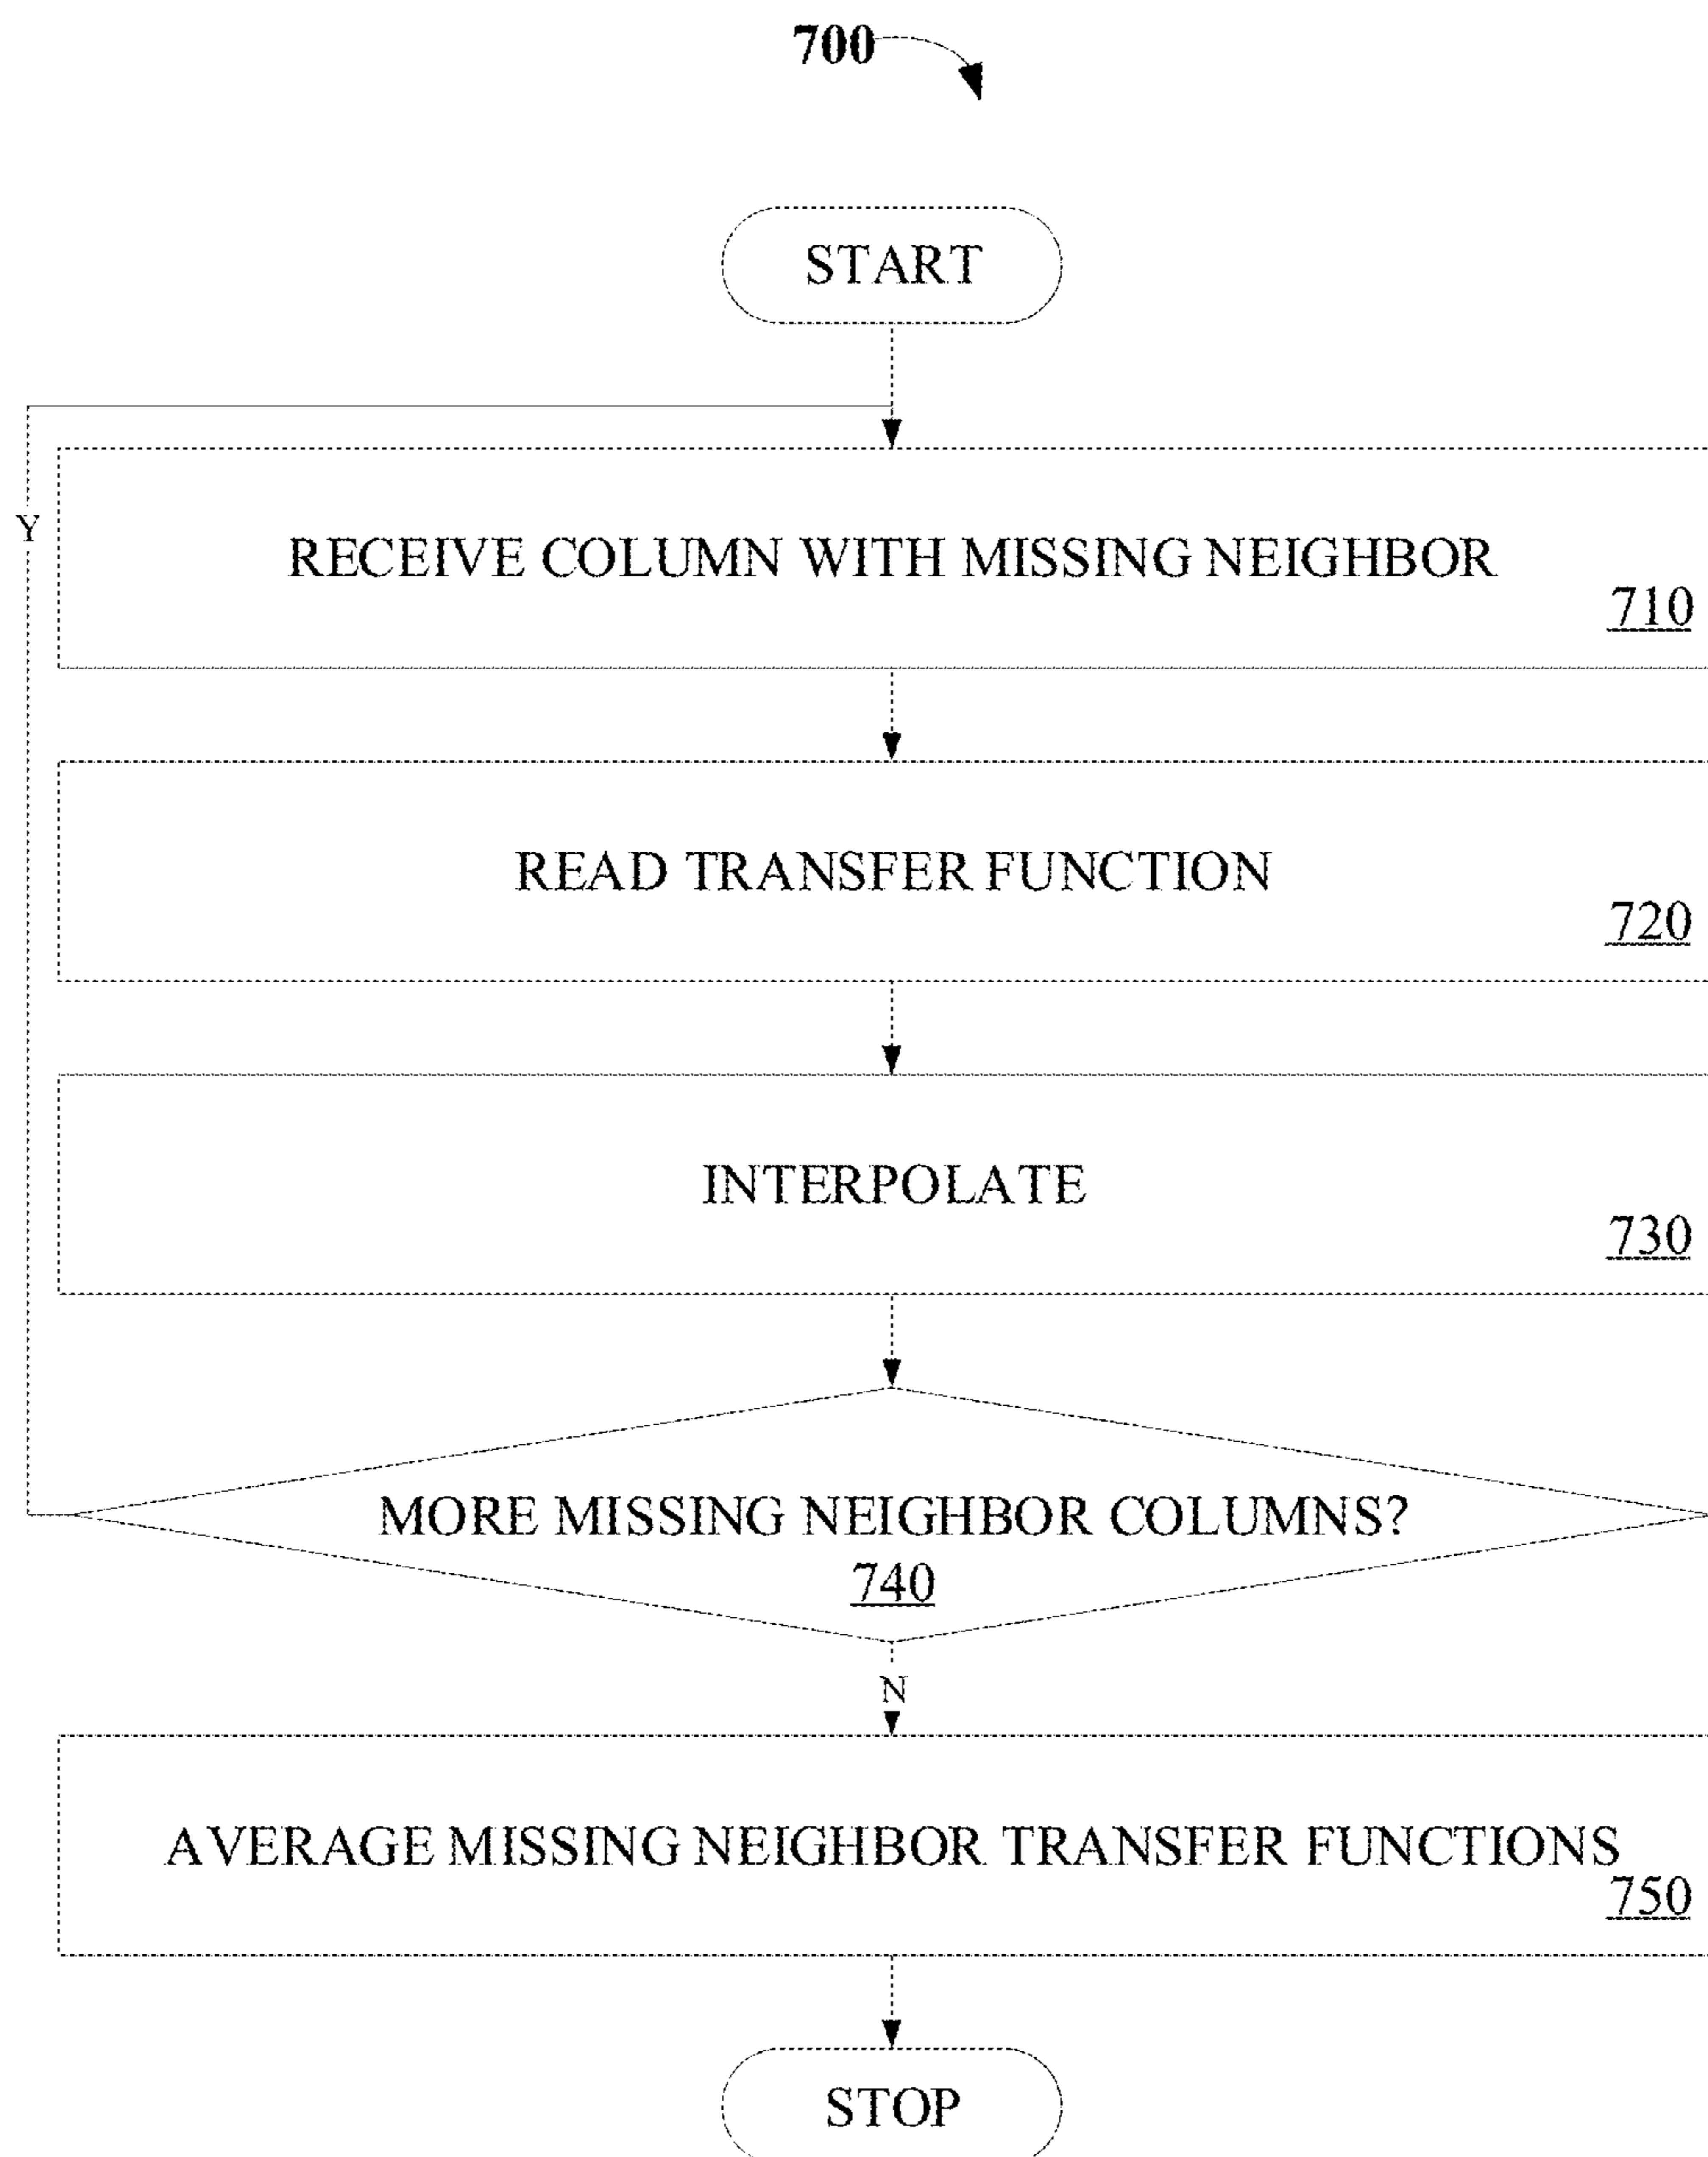 700
START
Y
RECEIVE COLUMN WITH MISSING NEIGHBOR
710
READ TRANSFER FUNCTION
720
INTERPOLATE
730
MORE MISSING NEIGHBOR COLUMNS?
740
N
AVERAGE MISSING NEIGHBOR TRANSFER FUNCTIONS
750
STOP